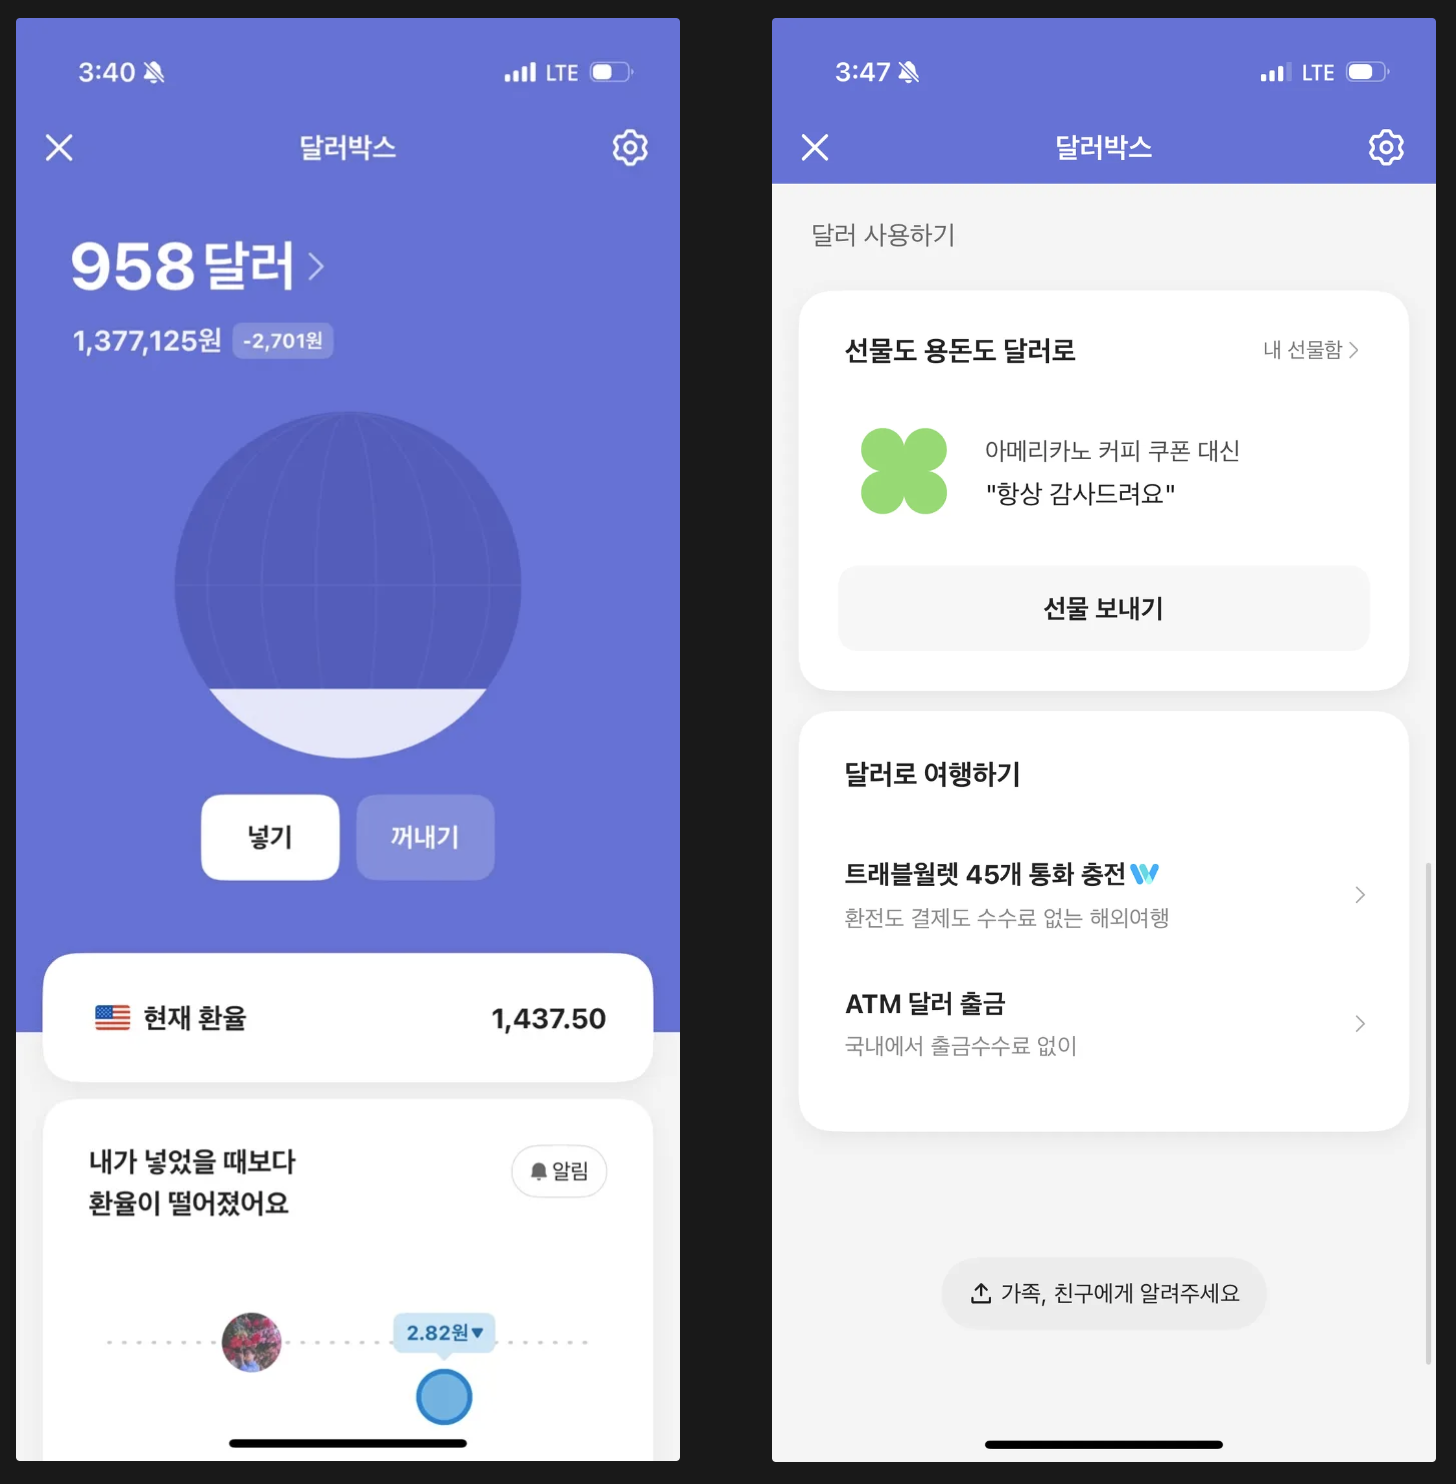 3:40
LTE
달러박스
958 달러
1,377,125원 -2,701원
넣기
꺼내기
현재 환율 1,437.50
내가 넣었을 때보다
환율이 떨어졌어요
알림
2.82원▼
3:47
LTE
달러박스
달러 사용하기
선물도 용돈도 달러로
내 선물함
아메리카노 커피 쿠폰 대신
"항상 감사드려요"
선물 보내기
달러로 여행하기
트래블월렛 45개 통화 충전
환전도 결제도 수수료 없는 해외여행
ATM 달러 출금
국내에서 출금수수료 없이
가족, 친구에게 알려주세요